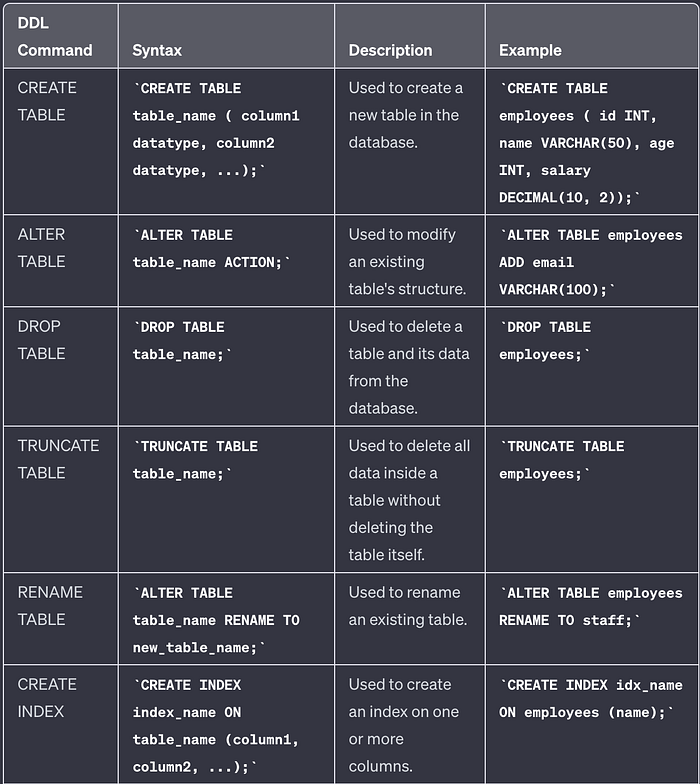 DDL
Command Syntax Description Example
CREATE
TABLE
`CREATE TABLE
table_name ( column1
datatype, column2
datatype, ...);`
Used to create a
new table in the
database.
`CREATE TABLE
employees ( id INT,
name VARCHAR(50), age
INT, salary
DECIMAL(10, 2));`
ALTER
TABLE
`ALTER TABLE
table_name ACTION;`
Used to modify
an existing
table's structure.
`ALTER TABLE employees
ADD email
VARCHAR(100);`
DROP
TABLE
`DROP TABLE
table_name;`
Used to delete a
table and its data
from the
database.
`DROP TABLE
employees;`
TRUNCATE
TABLE
`TRUNCATE TABLE
table_name;`
Used to delete all
data inside a
table without
deleting the
table itself.
`TRUNCATE TABLE
employees;`
RENAME
TABLE
`ALTER TABLE
table_name RENAME TO
new_table_name;`
Used to rename
an existing table.
`ALTER TABLE employees
RENAME TO staff;`
CREATE
INDEX
`CREATE INDEX
index_name ON
table_name (column1,
column2, ...);`
Used to create
an index on one
or more
columns.
`CREATE INDEX idx_name
ON employees (name);`